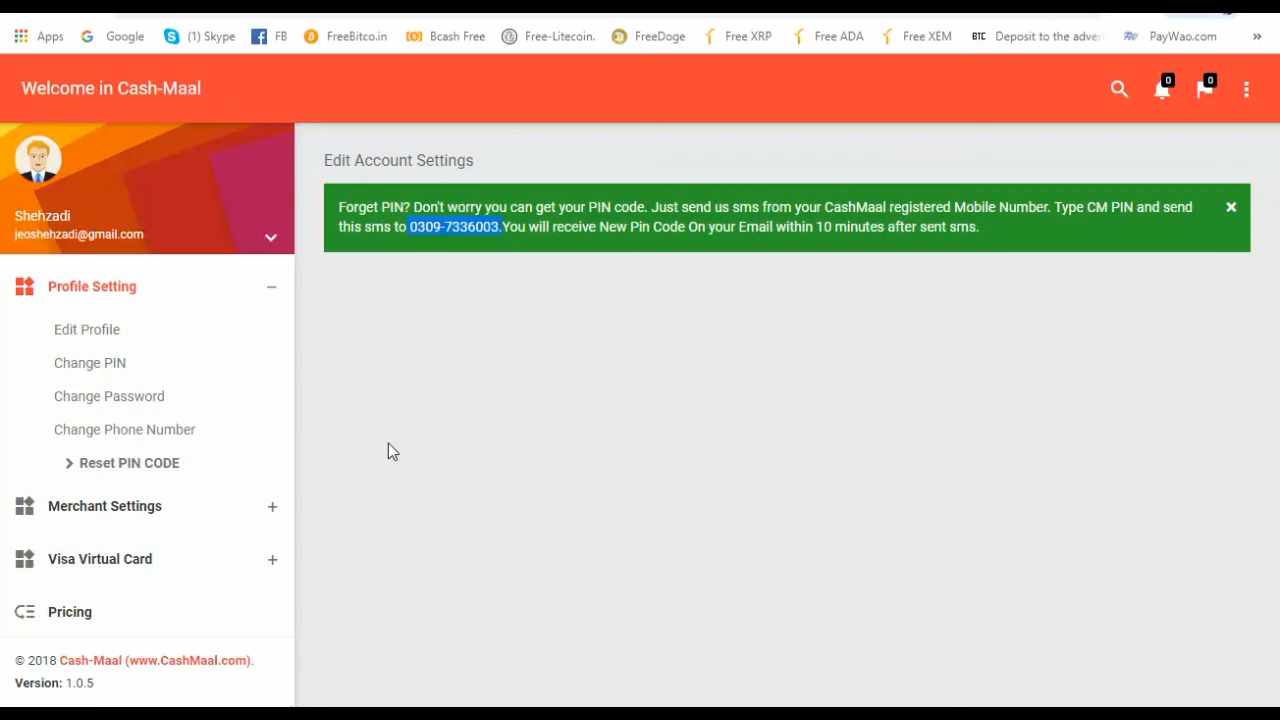 Apps Google (1) Skype FB FreeBitco.in Bcash Free Free-Litecoin. FreeDoge Free XRP Free ADA Free XEM BTC Deposit to the adver PayWao.com »
Welcome in Cash-Maal
0 0
Shehzadi
jeoshezadi@gmail.com
Edit Account Settings
Forget PIN? Don't worry you can get your PIN code. Just send us sms from your CashMaal registered Mobile Number. Type CM PIN and send
this sms to 0309-7336003.You will receive New Pin Code On your Email within 10 minutes after sent sms.
Profile Setting
Edit Profile
Change PIN
Change Password
Change Phone Number
Reset PIN CODE
Merchant Settings
Visa Virtual Card
Pricing
© 2018 Cash-Maal (www.CashMaal.com).
Version: 1.0.5